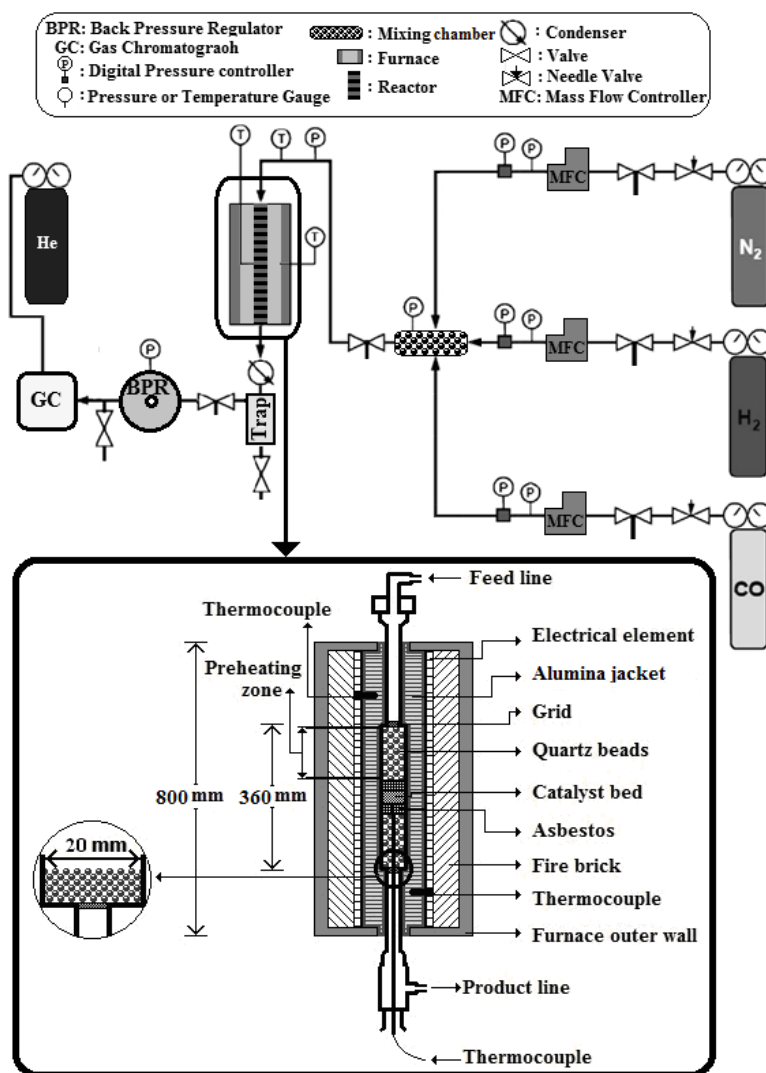 BPR: Back Pressure Regulator
GC: Gas Chromatograoh
P : Digital Pressure controller
: Pressure or Temperature Gauge
: Mixing chamber
: Furnace
: Reactor
: Condenser
: Valve
: Needle Valve
MFC: Mass Flow Controller
T T P
P P
MFC
N2
He
T
P
P P
MFC
H2
P
BPR
GC
Trap
P P
MFC
CO
Feed line
Thermocouple
Electrical element
Preheating zone
Alumina jacket
Grid
Quartz beads
800 mm
360 mm
Catalyst bed
Asbestos
20 mm
Fire brick
Thermocouple
Furnace outer wall
Product line
Thermocouple